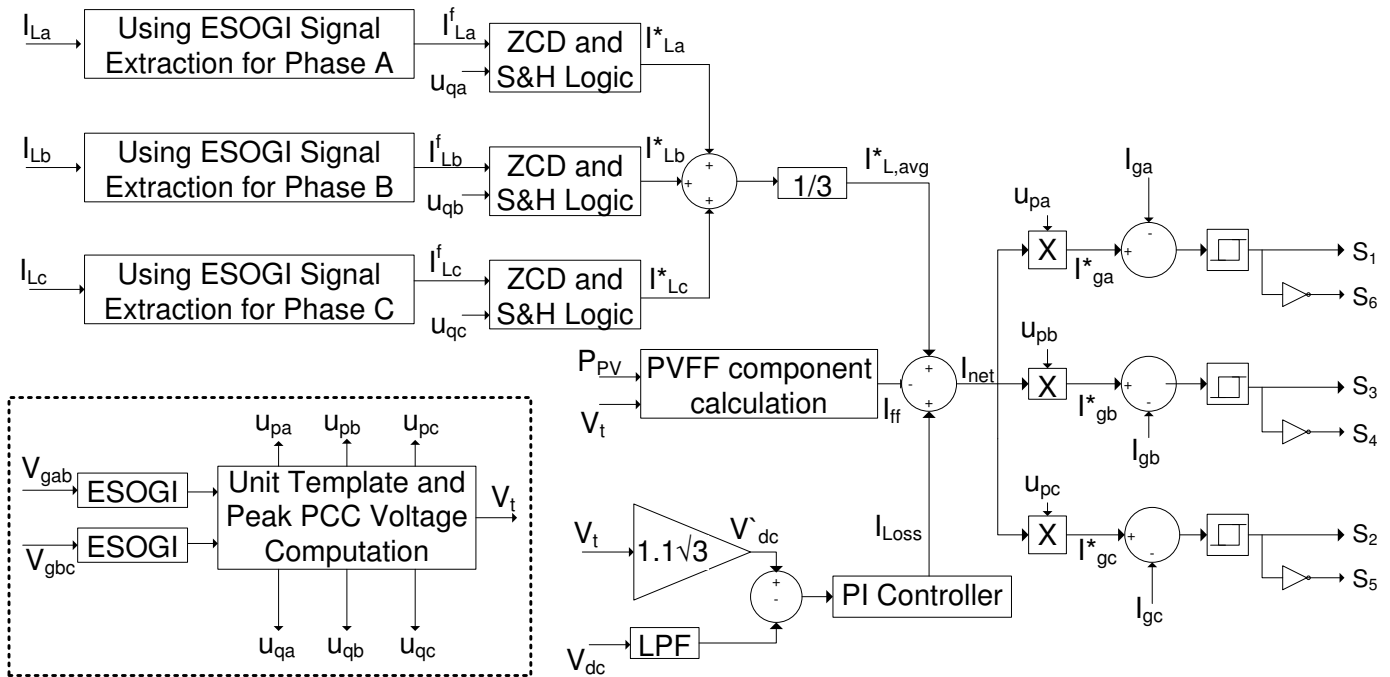 I_La
Using ESOGI Signal
Extraction for Phase A
I^f_La
u_qa
ZCD and
S&H Logic
I*_La
I_Lb
Using ESOGI Signal
Extraction for Phase B
I^f_Lb
u_qb
ZCD and
S&H Logic
I*_Lb
I_Lc
Using ESOGI Signal
Extraction for Phase C
I^f_Lc
u_qc
ZCD and
S&H Logic
I*_Lc
+
+
+
1/3
I*_L,avg
P_PV
V_t
PVFF component
calculation
I_ff
+
-
+
I_net
V_t
1.1√3
V`_dc
V_dc
LPF
+
-
PI Controller
I_Loss
u_pa
X
I*_ga
I_ga
-
+
S_1
S_6
u_pb
X
I*_gb
+
-
I_gb
S_3
S_4
u_pc
X
I*_gc
+
-
I_gc
S_2
S_5
V_gab
ESOGI
V_gbc
ESOGI
u_pa
u_pb
u_pc
Unit Template and
Peak PCC Voltage
Computation
V_t
u_qa
u_qb
u_qc